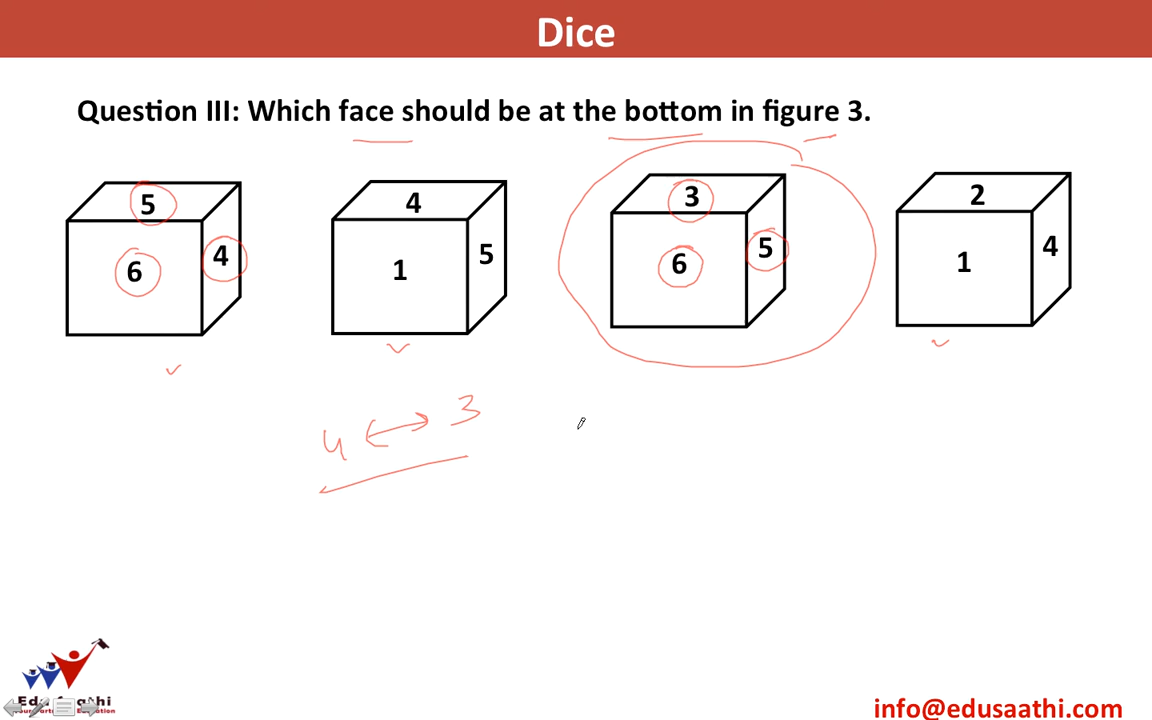 Dice
Question III: Which face should be at the bottom in figure 3.
5 4 3 2
6 4 1 5 6 5 1 4
4 ↔ 3
info@edusaathi.com